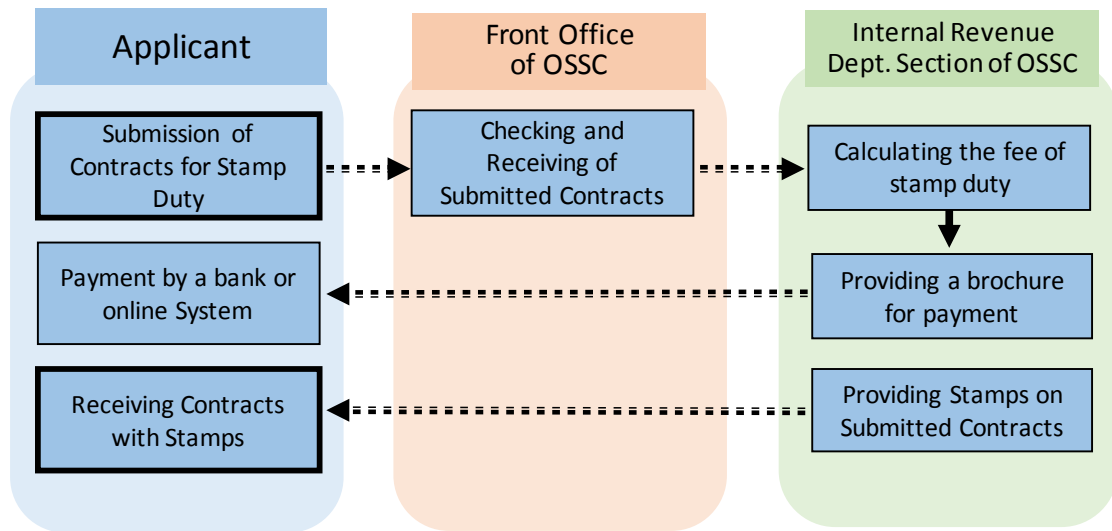 Applicant
Front Office
of OSSC
Internal Revenue
Dept. Section of OSSC
Submission of
Contracts for Stamp
Duty
Checking and
Receiving of
Submitted Contracts
Calculating the fee of
stamp duty
Payment by a bank or
online System
Providing a brochure
for payment
Receiving Contracts
with Stamps
Providing Stamps on
Submitted Contracts